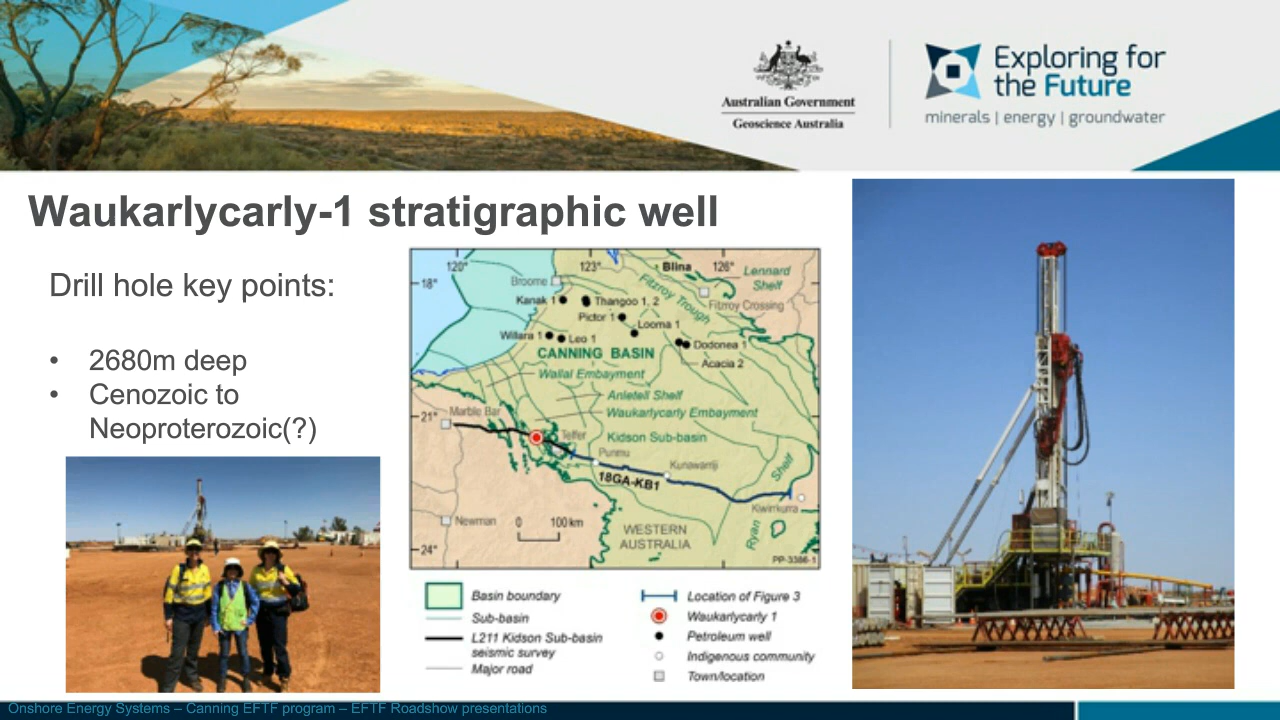 Australian Government
Geoscience Australia
Exploring for
the Future
minerals | energy | groundwater
Waukarlycarly-1 stratigraphic well
Drill hole key points:
• 2680m deep
• Cenozoic to
Neoproterozoic(?)
120°
123°
126°
Blina
Lennard
Shelf
18°
Broome
Fitzroy Trough
Fitzroy Crossing
Kanak 1
Thangoo 1, 2
Pictor 1
Looma 1
Willara 1
Leo 1
Dodonea 1
CANNING BASIN
Acacia 2
Wallal Embayment
Anketell Shelf
21°
Marble Bar
Waukarlycarly Embayment
Telfer
Kidson Sub-basin
Punmu
Kunawarritji
18GA-KB1
Shelf
Kiwirrkurra
Ryan
Newman
0 100 km
WESTERN
AUSTRALIA
24°
PP-3386-1
Basin boundary
Sub-basin
L211 Kidson Sub-basin
seismic survey
Major road
Location of Figure 3
Waukarlycarly 1
Petroleum well
Indigenous community
Town/location
Onshore Energy Systems – Canning EFTF program – EFTF Roadshow presentations